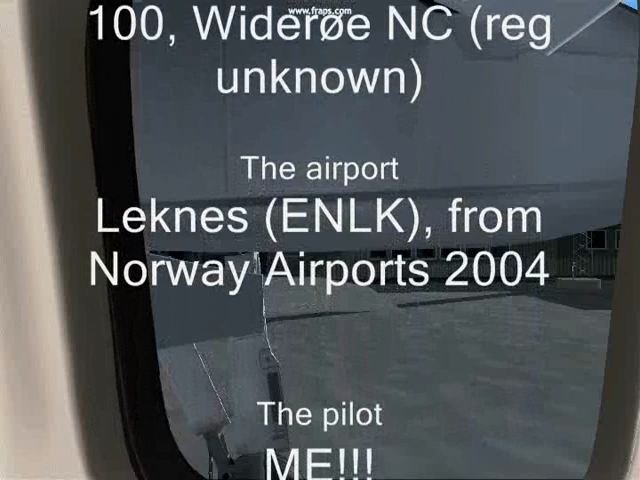 www.fraps.com
100, Widerøe NC (reg
unknown)
The airport
Leknes (ENLK), from
Norway Airports 2004
The pilot
ME!!!